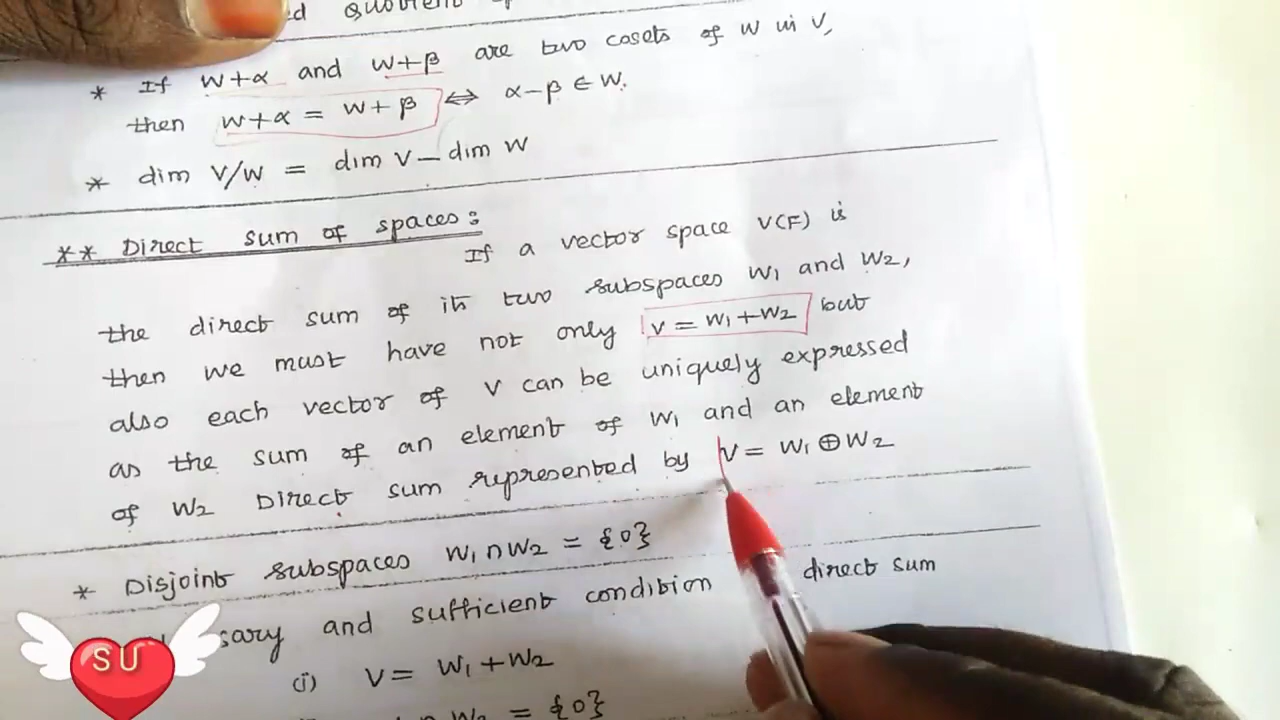 * If W+α and W+β are two cosets of W in V,
then W+α = W+β ⇔ α-β ∈ W.
* dim V/W = dim V - dim W
** Direct sum of spaces:
If a vector space V(F) is
the direct sum of its two subspaces W1 and W2,
then we must have not only V = W1 + W2 but
also each vector of V can be uniquely expressed
as the sum of an element of W1 and an element
of W2 Direct sum represented by V = W1 ⊕ W2
* Disjoint subspaces W1 ∩ W2 = {0}
and sufficient condition direct sum
(i) V = W1 + W2
W2 = {0}
SU